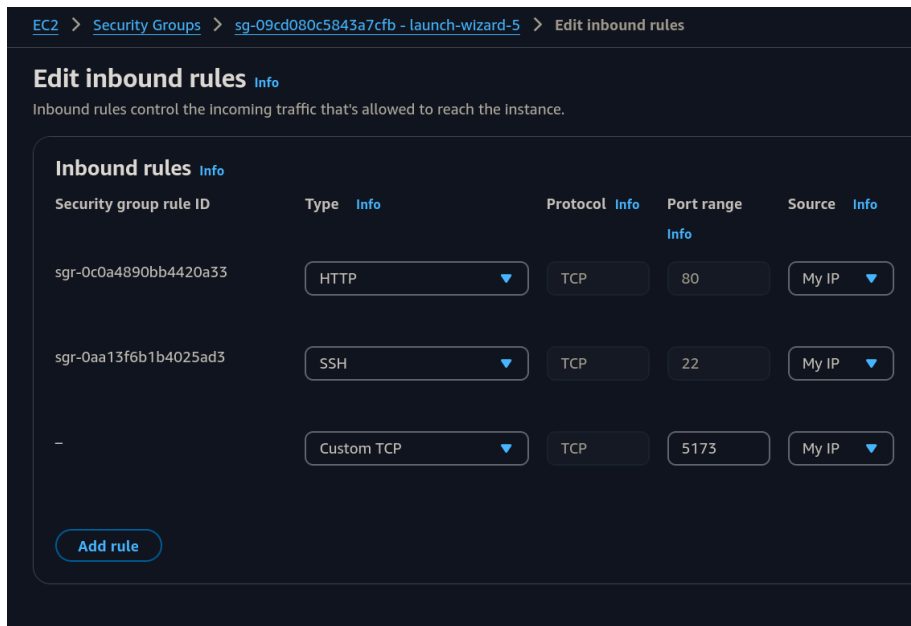 EC2 > Security Groups > sg-09cd080c5843a7cfb - launch-wizard-5 > Edit inbound rules
Edit inbound rules Info
Inbound rules control the incoming traffic that's allowed to reach the instance.
Inbound rules Info
Security group rule ID Type Info Protocol Info Port range Info Source Info
sgr-0c0a4890bb4420a33 HTTP TCP 80 My IP
sgr-0aa13f6b1b4025ad3 SSH TCP 22 My IP
– Custom TCP TCP 5173 My IP
Add rule